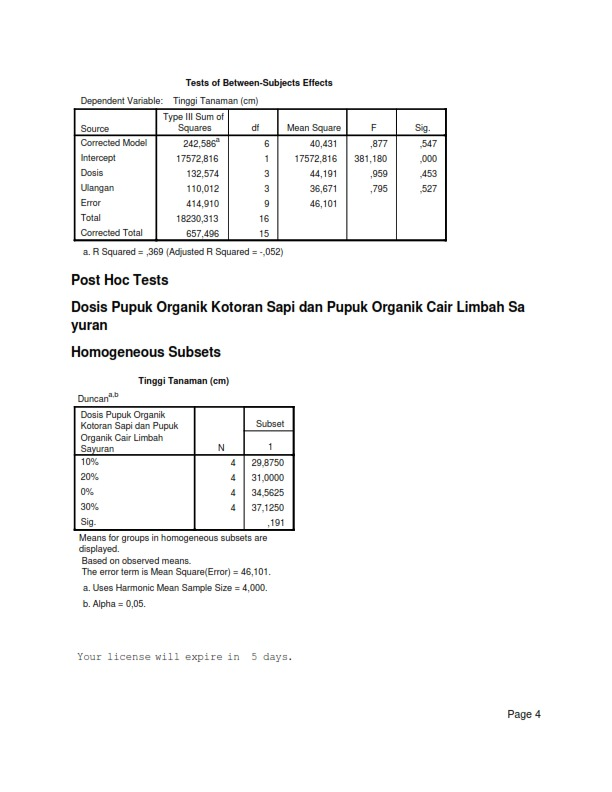 Tests of Between-Subjects Effects
Dependent Variable: Tinggi Tanaman (cm)
Source Type III Sum of Squares df Mean Square F Sig.
Corrected Model 242,586a 6 40,431 ,877 ,547
Intercept 17572,816 1 17572,816 381,180 ,000
Dosis 132,574 3 44,191 ,959 ,453
Ulangan 110,012 3 36,671 ,795 ,527
Error 414,910 9 46,101
Total 18230,313 16
Corrected Total 657,496 15
a. R Squared = ,369 (Adjusted R Squared = -,052)
Post Hoc Tests
Dosis Pupuk Organik Kotoran Sapi dan Pupuk Organik Cair Limbah Sa
yuran
Homogeneous Subsets
Tinggi Tanaman (cm)
Duncana,b
Dosis Pupuk Organik
Kotoran Sapi dan Pupuk
Organik Cair Limbah
Sayuran N Subset
1
10% 4 29,8750
20% 4 31,0000
0% 4 34,5625
30% 4 37,1250
Sig. ,191
Means for groups in homogeneous subsets are
displayed.
Based on observed means.
The error term is Mean Square(Error) = 46,101.
a. Uses Harmonic Mean Sample Size = 4,000.
b. Alpha = 0,05.
Your license will expire in 5 days.
Page 4